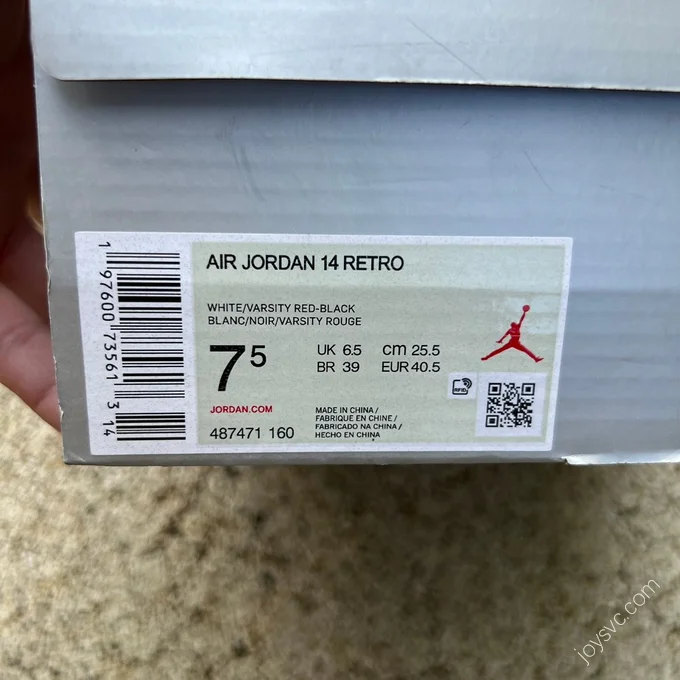 AIR JORDAN 14 RETRO
WHITE/VARSITY RED-BLACK
BLANC/NOIR/VARSITY ROUGE
75
UK 6.5 cm 25.5
BR 39 EUR 40.5
JORDAN.COM
487471 160
MADE IN CHINA /
FABRIQUE EN CHINE /
FABRICADO NA CHINA /
HECHO EN CHINA
RFID
1 97600 73561 3 14
joysvc.com